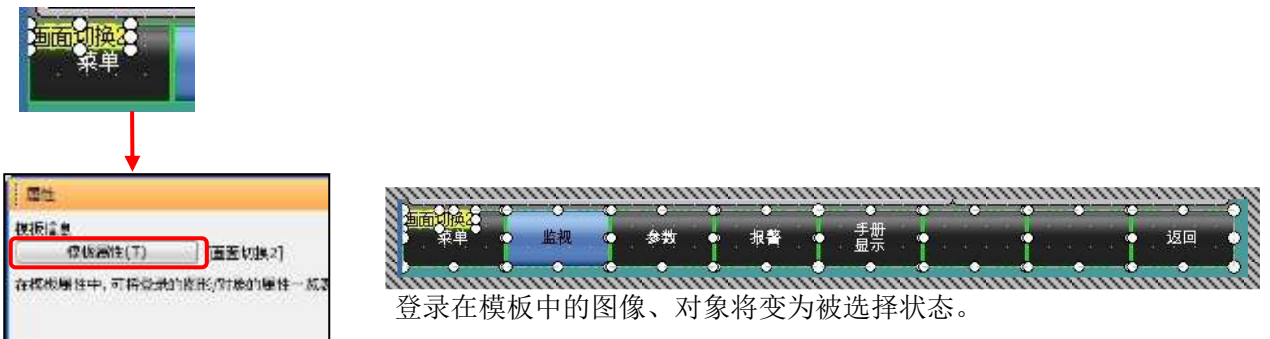 画面切换2
菜单
属性
模板信息
模板属性(T)
[画面切换2]
在模板属性中，可将登录的图形/对象的属性一览表
画面切换2
菜单
监视
参数
报警
手册
显示
返回
登录在模板中的图像、对象将变为被选择状态。